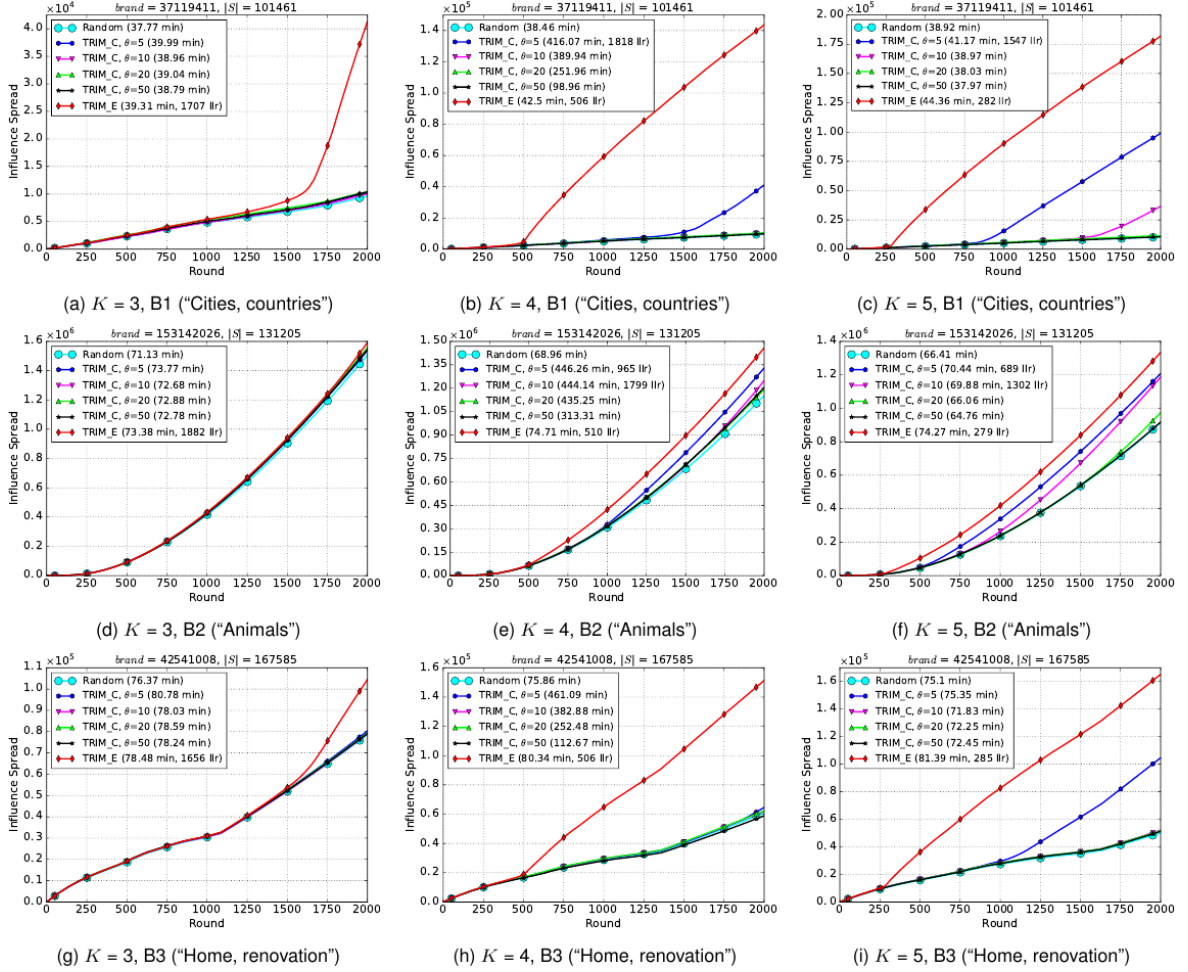 brand = 37119411, |S| = 101461
×10⁴
Random (37.77 min)
TRIM_C, θ=5 (39.99 min)
TRIM_C, θ=10 (38.96 min)
TRIM_C, θ=20 (39.04 min)
TRIM_C, θ=50 (38.79 min)
TRIM_E (39.31 min, 1707 llr)
4.0
3.5
3.0
2.5
2.0
1.5
1.0
0.5
0.0
Influence Spread
0 250 500 750 1000 1250 1500 1750 2000
Round
(a) K = 3, B1 (“Cities, countries”)
brand = 37119411, |S| = 101461
×10⁵
Random (38.46 min)
TRIM_C, θ=5 (416.07 min, 1818 llr)
TRIM_C, θ=10 (389.94 min)
TRIM_C, θ=20 (251.96 min)
TRIM_C, θ=50 (98.96 min)
TRIM_E (42.5 min, 506 llr)
1.4
1.2
1.0
0.8
0.6
0.4
0.2
0.0
Influence Spread
0 250 500 750 1000 1250 1500 1750 2000
Round
(b) K = 4, B1 (“Cities, countries”)
brand = 37119411, |S| = 101461
×10⁵
Random (38.92 min)
TRIM_C, θ=5 (41.17 min, 1547 llr)
TRIM_C, θ=10 (38.97 min)
TRIM_C, θ=20 (38.03 min)
TRIM_C, θ=50 (37.97 min)
TRIM_E (44.36 min, 282 llr)
2.00
1.75
1.50
1.25
1.00
0.75
0.50
0.25
0.00
Influence Spread
0 250 500 750 1000 1250 1500 1750 2000
Round
(c) K = 5, B1 (“Cities, countries”)
brand = 153142026, |S| = 131205
×10⁶
Random (71.13 min)
TRIM_C, θ=5 (73.77 min)
TRIM_C, θ=10 (72.68 min)
TRIM_C, θ=20 (72.88 min)
TRIM_C, θ=50 (72.78 min)
TRIM_E (73.38 min, 1882 llr)
1.6
1.4
1.2
1.0
0.8
0.6
0.4
0.2
0.0
Influence Spread
0 250 500 750 1000 1250 1500 1750 2000
Round
(d) K = 3, B2 (“Animals”)
brand = 153142026, |S| = 131205
×10⁶
Random (68.96 min)
TRIM_C, θ=5 (446.26 min, 965 llr)
TRIM_C, θ=10 (444.14 min, 1799 llr)
TRIM_C, θ=20 (435.25 min)
TRIM_C, θ=50 (313.31 min)
TRIM_E (74.71 min, 510 llr)
1.50
1.35
1.20
1.05
0.90
0.75
0.60
0.45
0.30
0.15
0.00
Influence Spread
0 250 500 750 1000 1250 1500 1750 2000
Round
(e) K = 4, B2 (“Animals”)
brand = 153142026, |S| = 131205
×10⁶
Random (66.41 min)
TRIM_C, θ=5 (70.44 min, 689 llr)
TRIM_C, θ=10 (69.88 min, 1302 llr)
TRIM_C, θ=20 (66.06 min)
TRIM_C, θ=50 (64.76 min)
TRIM_E (74.27 min, 279 llr)
1.4
1.2
1.0
0.8
0.6
0.4
0.2
0.0
Influence Spread
0 250 500 750 1000 1250 1500 1750 2000
Round
(f) K = 5, B2 (“Animals”)
brand = 42541008, |S| = 167585
×10⁵
Random (76.37 min)
TRIM_C, θ=5 (80.78 min)
TRIM_C, θ=10 (78.03 min)
TRIM_C, θ=20 (78.59 min)
TRIM_C, θ=50 (78.24 min)
TRIM_E (78.48 min, 1656 llr)
1.1
1.0
0.9
0.8
0.7
0.6
0.5
0.4
0.3
0.2
0.1
0.0
Influence Spread
0 250 500 750 1000 1250 1500 1750 2000
Round
(g) K = 3, B3 (“Home, renovation”)
brand = 42541008, |S| = 167585
×10⁵
Random (75.86 min)
TRIM_C, θ=5 (461.09 min)
TRIM_C, θ=10 (382.88 min)
TRIM_C, θ=20 (252.48 min)
TRIM_C, θ=50 (112.67 min)
TRIM_E (80.34 min, 506 llr)
1.6
1.4
1.2
1.0
0.8
0.6
0.4
0.2
0.0
Influence Spread
0 250 500 750 1000 1250 1500 1750 2000
Round
(h) K = 4, B3 (“Home, renovation”)
brand = 42541008, |S| = 167585
×10⁵
Random (75.1 min)
TRIM_C, θ=5 (75.35 min)
TRIM_C, θ=10 (71.83 min)
TRIM_C, θ=20 (72.25 min)
TRIM_C, θ=50 (72.45 min)
TRIM_E (81.39 min, 285 llr)
1.6
1.4
1.2
1.0
0.8
0.6
0.4
0.2
0.0
Influence Spread
0 250 500 750 1000 1250 1500 1750 2000
Round
(i) K = 5, B3 (“Home, renovation”)